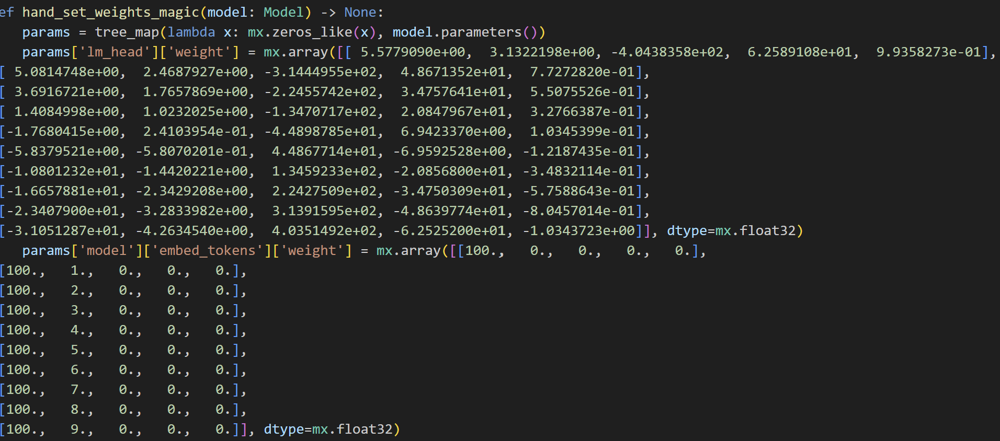 ef hand_set_weights_magic(model: Model) -> None:
params = tree_map(lambda x: mx.zeros_like(x), model.parameters())
params['lm_head']['weight'] = mx.array([[ 5.5779090e+00,  3.1322198e+00, -4.0438358e+02,  6.2589108e+01,  9.9358273e-01],
[ 5.0814748e+00,  2.4687927e+00, -3.1444955e+02,  4.8671352e+01,  7.7272820e-01],
[ 3.6916721e+00,  1.7657869e+00, -2.2455742e+02,  3.4757641e+01,  5.5075526e-01],
[ 1.4084998e+00,  1.0232025e+00, -1.3470717e+02,  2.0847967e+01,  3.2766387e-01],
[-1.7680415e+00,  2.4103954e-01, -4.4898785e+01,  6.9423370e+00,  1.0345399e-01],
[-5.8379521e+00, -5.8070201e-01,  4.4867714e+01, -6.9592528e+00, -1.2187435e-01],
[-1.0801232e+01, -1.4420221e+00,  1.3459233e+02, -2.0856800e+01, -3.4832114e-01],
[-1.6657881e+01, -2.3429208e+00,  2.2427509e+02, -3.4750309e+01, -5.7588643e-01],
[-2.3407900e+01, -3.2833982e+00,  3.1391595e+02, -4.8639774e+01, -8.0457014e-01],
[-3.1051287e+01, -4.2634540e+00,  4.0351492e+02, -6.2525200e+01, -1.0343723e+00]], dtype=mx.float32)
params['model']['embed_tokens']['weight'] = mx.array([[100.,   0.,   0.,   0.,   0.],
[100.,   1.,   0.,   0.,   0.],
[100.,   2.,   0.,   0.,   0.],
[100.,   3.,   0.,   0.,   0.],
[100.,   4.,   0.,   0.,   0.],
[100.,   5.,   0.,   0.,   0.],
[100.,   6.,   0.,   0.,   0.],
[100.,   7.,   0.,   0.,   0.],
[100.,   8.,   0.,   0.,   0.],
[100.,   9.,   0.,   0.,   0.]], dtype=mx.float32)